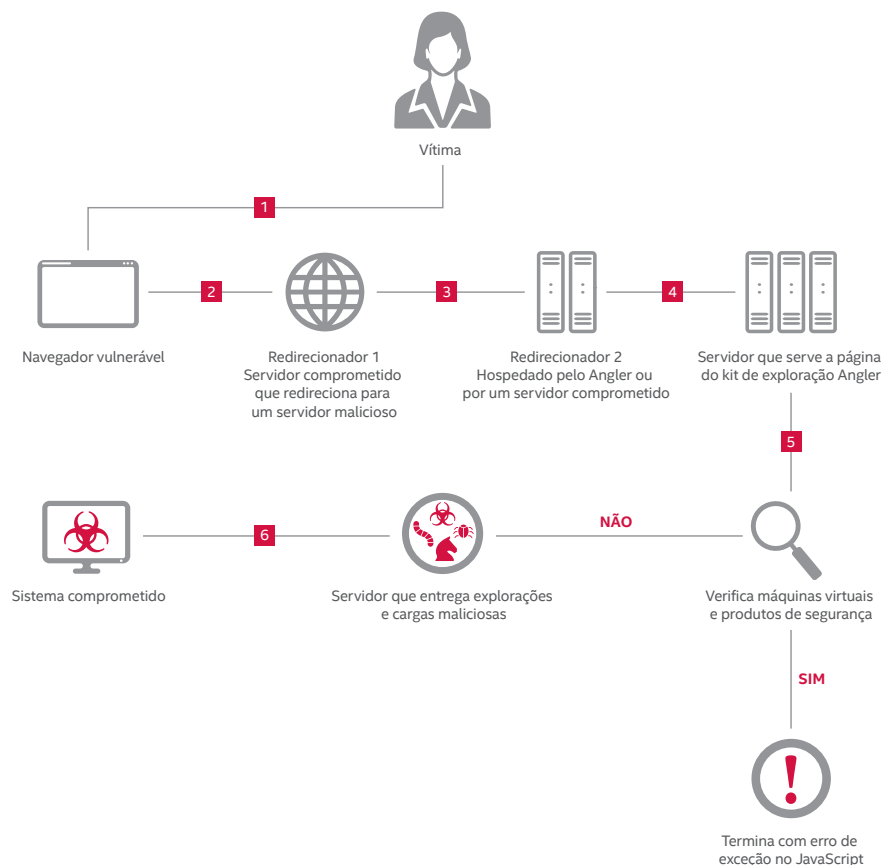 Vítima
1
2
3
4
Navegador vulnerável
Redirecionador 1
Servidor comprometido
que redireciona para
um servidor malicioso
Redirecionador 2
Hospedado pelo Angler ou
por um servidor comprometido
Servidor que serve a página
do kit de exploração Angler
5
6
NÃO
Sistema comprometido
Servidor que entrega explorações
e cargas maliciosas
Verifica máquinas virtuais
e produtos de segurança
SIM
Termina com erro de
exceção no JavaScript